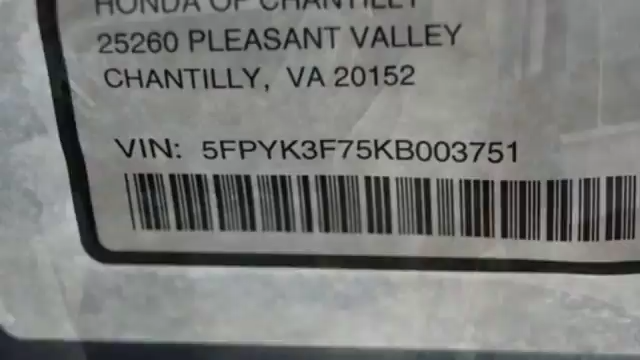 HONDA OF CHANTILLY
25260 PLEASANT VALLEY
CHANTILLY, VA 20152
VIN: 5FPYK3F75KB003751